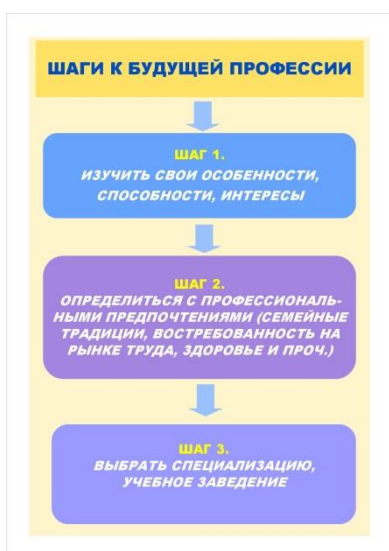 ШАГИ К БУДУЩЕЙ ПРОФЕССИИ
ШАГ 1.
ИЗУЧИТЬ СВОИ ОСОБЕННОСТИ,
СПОСОБНОСТИ, ИНТЕРЕСЫ
ШАГ 2.
ОПРЕДЕЛИТЬСЯ С ПРОФЕССИОНАЛЬ-
НЫМИ ПРЕДПОЧТЕНИЯМИ (СЕМЕЙНЫЕ
ТРАДИЦИИ, ВОСТРЕБОВАННОСТЬ НА
РЫНКЕ ТРУДА, ЗДОРОВЬЕ И ПРОЧ.)
ШАГ 3.
ВЫБРАТЬ СПЕЦИАЛИЗАЦИЮ,
УЧЕБНОЕ ЗАВЕДЕНИЕ